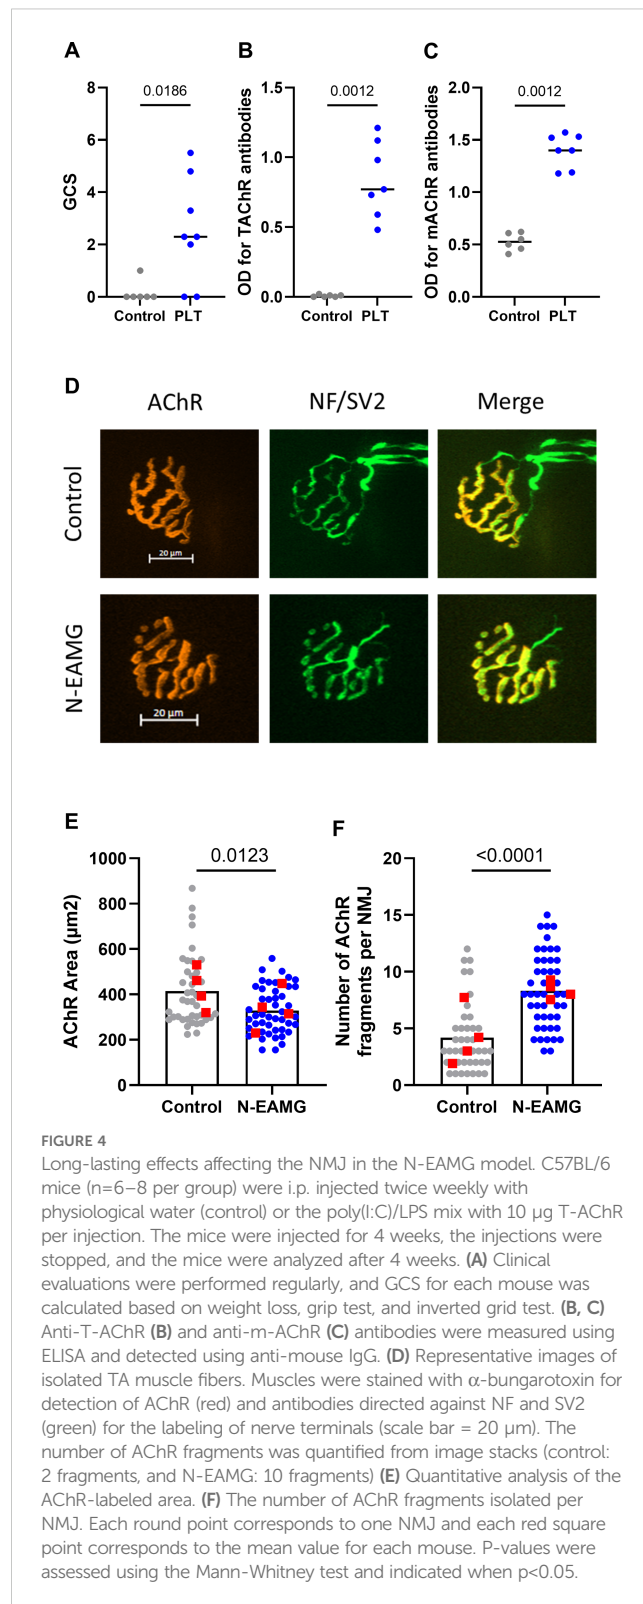 A
B
C
0.0186
0.0012
0.0012
GCS
8
6
4
2
0
Control PLT
OD for TAChR antibodies
1.5
1.0
0.5
0.0
Control PLT
OD for mAChR antibodies
2.0
1.5
1.0
0.5
0.0
Control PLT
D
AChR
NF/SV2
Merge
Control
20 µm
N-EAMG
20 µm
E
0.0123
AChR Area (µm2)
1000
800
600
400
200
0
Control N-EAMG
F
<0.0001
Number of AChR
fragments per NMJ
20
15
10
5
0
Control N-EAMG
FIGURE 4
Long-lasting effects affecting the NMJ in the N-EAMG model. C57BL/6
mice (n=6–8 per group) were i.p. injected twice weekly with
physiological water (control) or the poly(I:C)/LPS mix with 10 µg T-AChR
per injection. The mice were injected for 4 weeks, the injections were
stopped, and the mice were analyzed after 4 weeks. (A) Clinical
evaluations were performed regularly, and GCS for each mouse was
calculated based on weight loss, grip test, and inverted grid test. (B, C)
Anti-T-AChR (B) and anti-m-AChR (C) antibodies were measured using
ELISA and detected using anti-mouse IgG. (D) Representative images of
isolated TA muscle fibers. Muscles were stained with α-bungarotoxin for
detection of AChR (red) and antibodies directed against NF and SV2
(green) for the labeling of nerve terminals (scale bar = 20 µm). The
number of AChR fragments was quantified from image stacks (control:
2 fragments, and N-EAMG: 10 fragments) (E) Quantitative analysis of the
AChR-labeled area. (F) The number of AChR fragments isolated per
NMJ. Each round point corresponds to one NMJ and each red square
point corresponds to the mean value for each mouse. P-values were
assessed using the Mann-Whitney test and indicated when p<0.05.